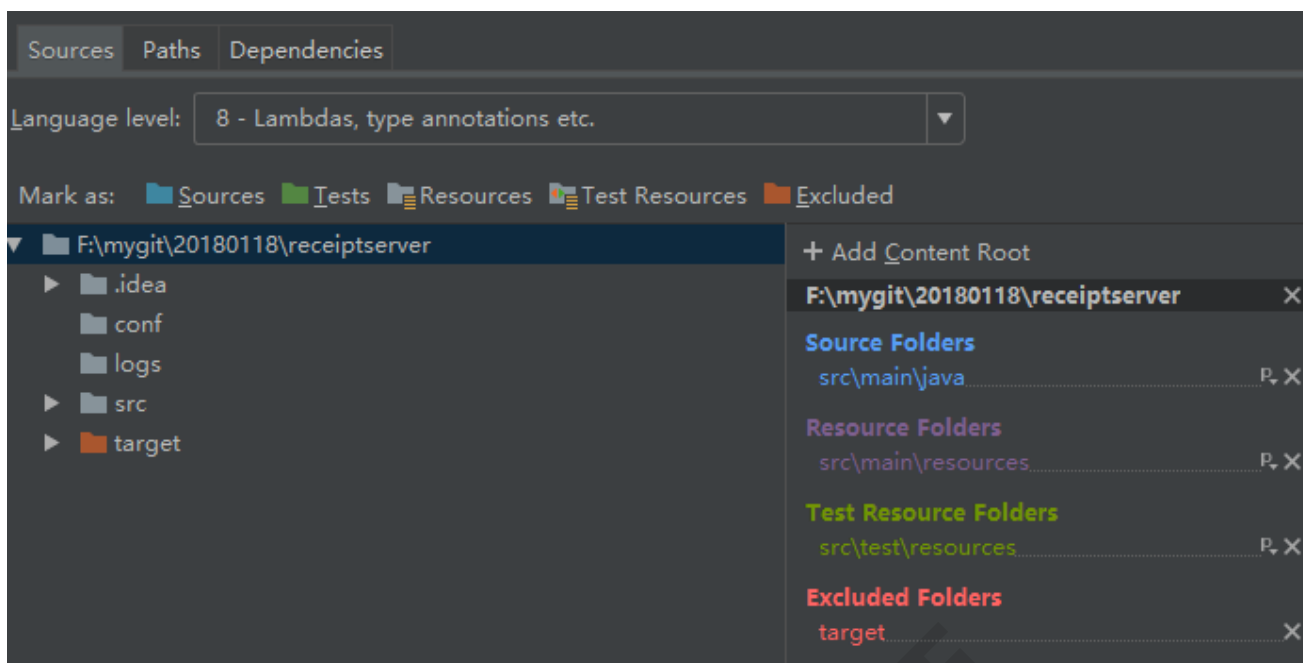 Sources Paths Dependencies
Language level: 8 - Lambdas, type annotations etc.
Mark as: Sources Tests Resources Test Resources Excluded
F:\mygit\20180118\receiptserver
.idea
conf
logs
src
target
+ Add Content Root
F:\mygit\20180118\receiptserver
Source Folders
src\main\java
Resource Folders
src\main\resources
Test Resource Folders
src\test\resources
Excluded Folders
target